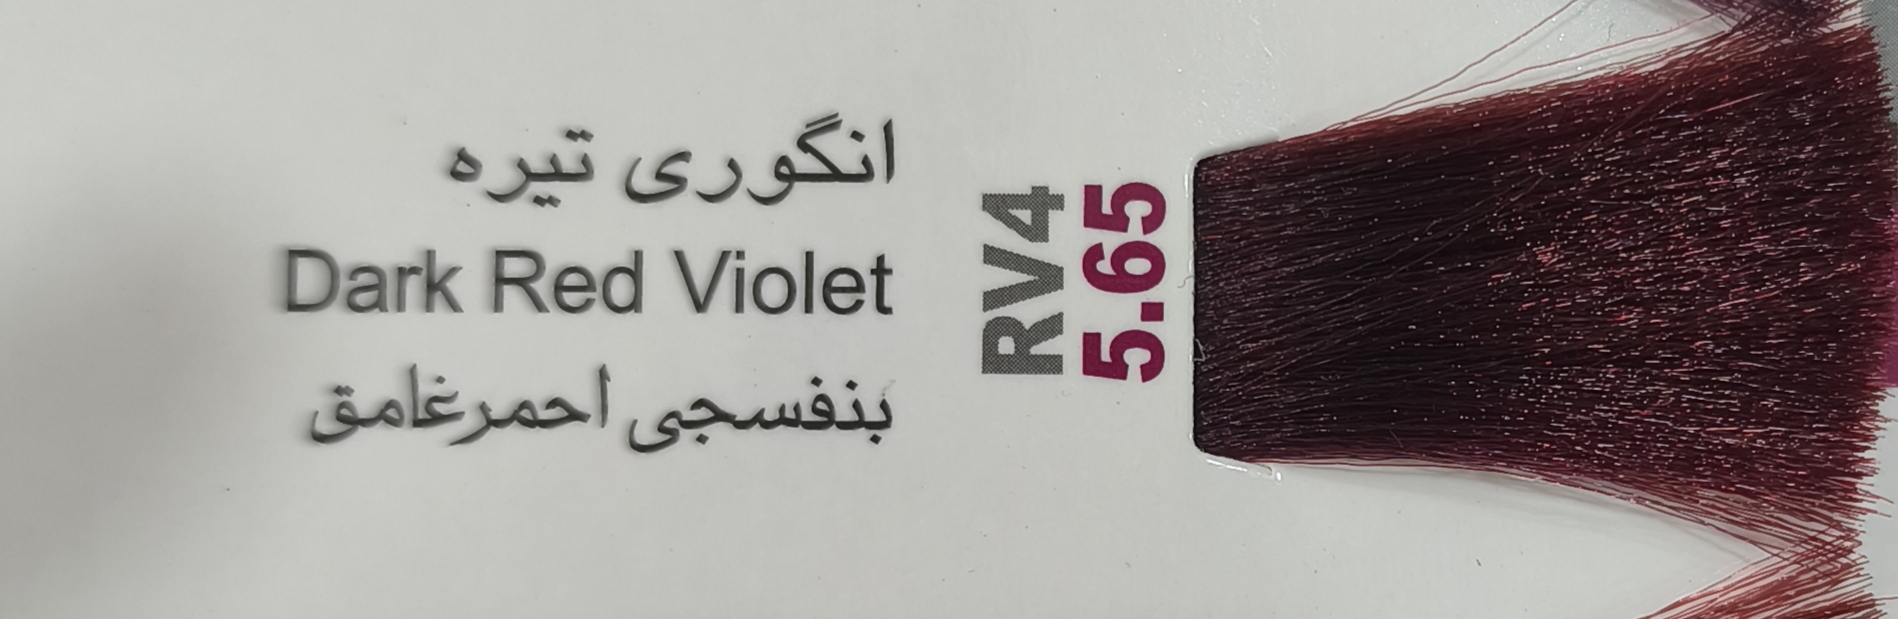 انگوری تیره
Dark Red Violet
بنفسجی احمرغامق
RV4
5.65